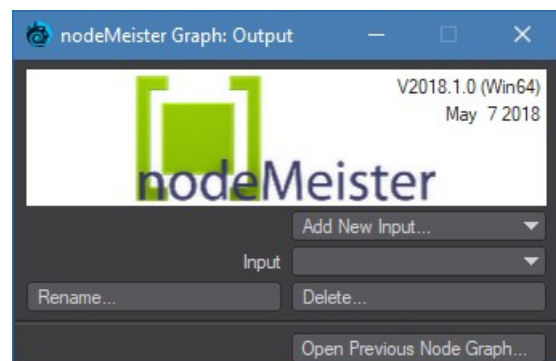 nodeMeister Graph: Output
V2018.1.0 (Win64)
May 7 2018
nodeMeister
Add New Input...
Input
Rename...
Delete...
Open Previous Node Graph...